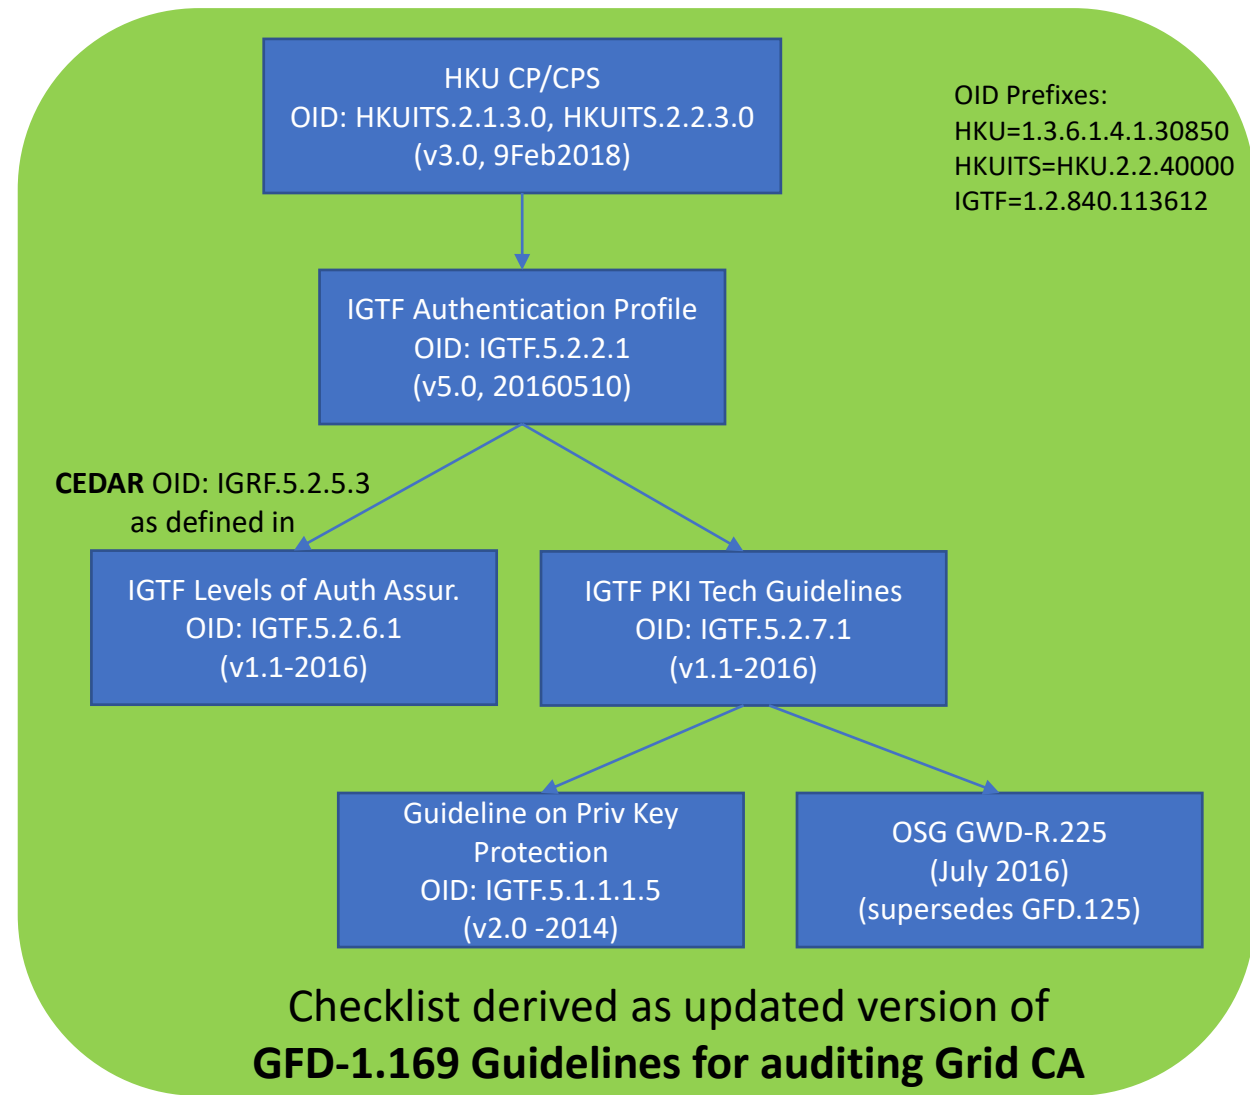 HKU CP/CPS
OID: HKUITS.2.1.3.0, HKUITS.2.2.3.0
(v3.0, 9Feb2018)
OID Prefixes:
HKU=1.3.6.1.4.1.30850
HKUITS=HKU.2.2.40000
IGTF=1.2.840.113612
IGTF Authentication Profile
OID: IGTF.5.2.2.1
(v5.0, 20160510)
CEDAR OID: IGRF.5.2.5.3
as defined in
IGTF Levels of Auth Assur.
OID: IGTF.5.2.6.1
(v1.1-2016)
IGTF PKI Tech Guidelines
OID: IGTF.5.2.7.1
(v1.1-2016)
Guideline on Priv Key
Protection
OID: IGTF.5.1.1.1.5
(v2.0 -2014)
OSG GWD-R.225
(July 2016)
(supersedes GFD.125)
Checklist derived as updated version of
GFD-1.169 Guidelines for auditing Grid CA